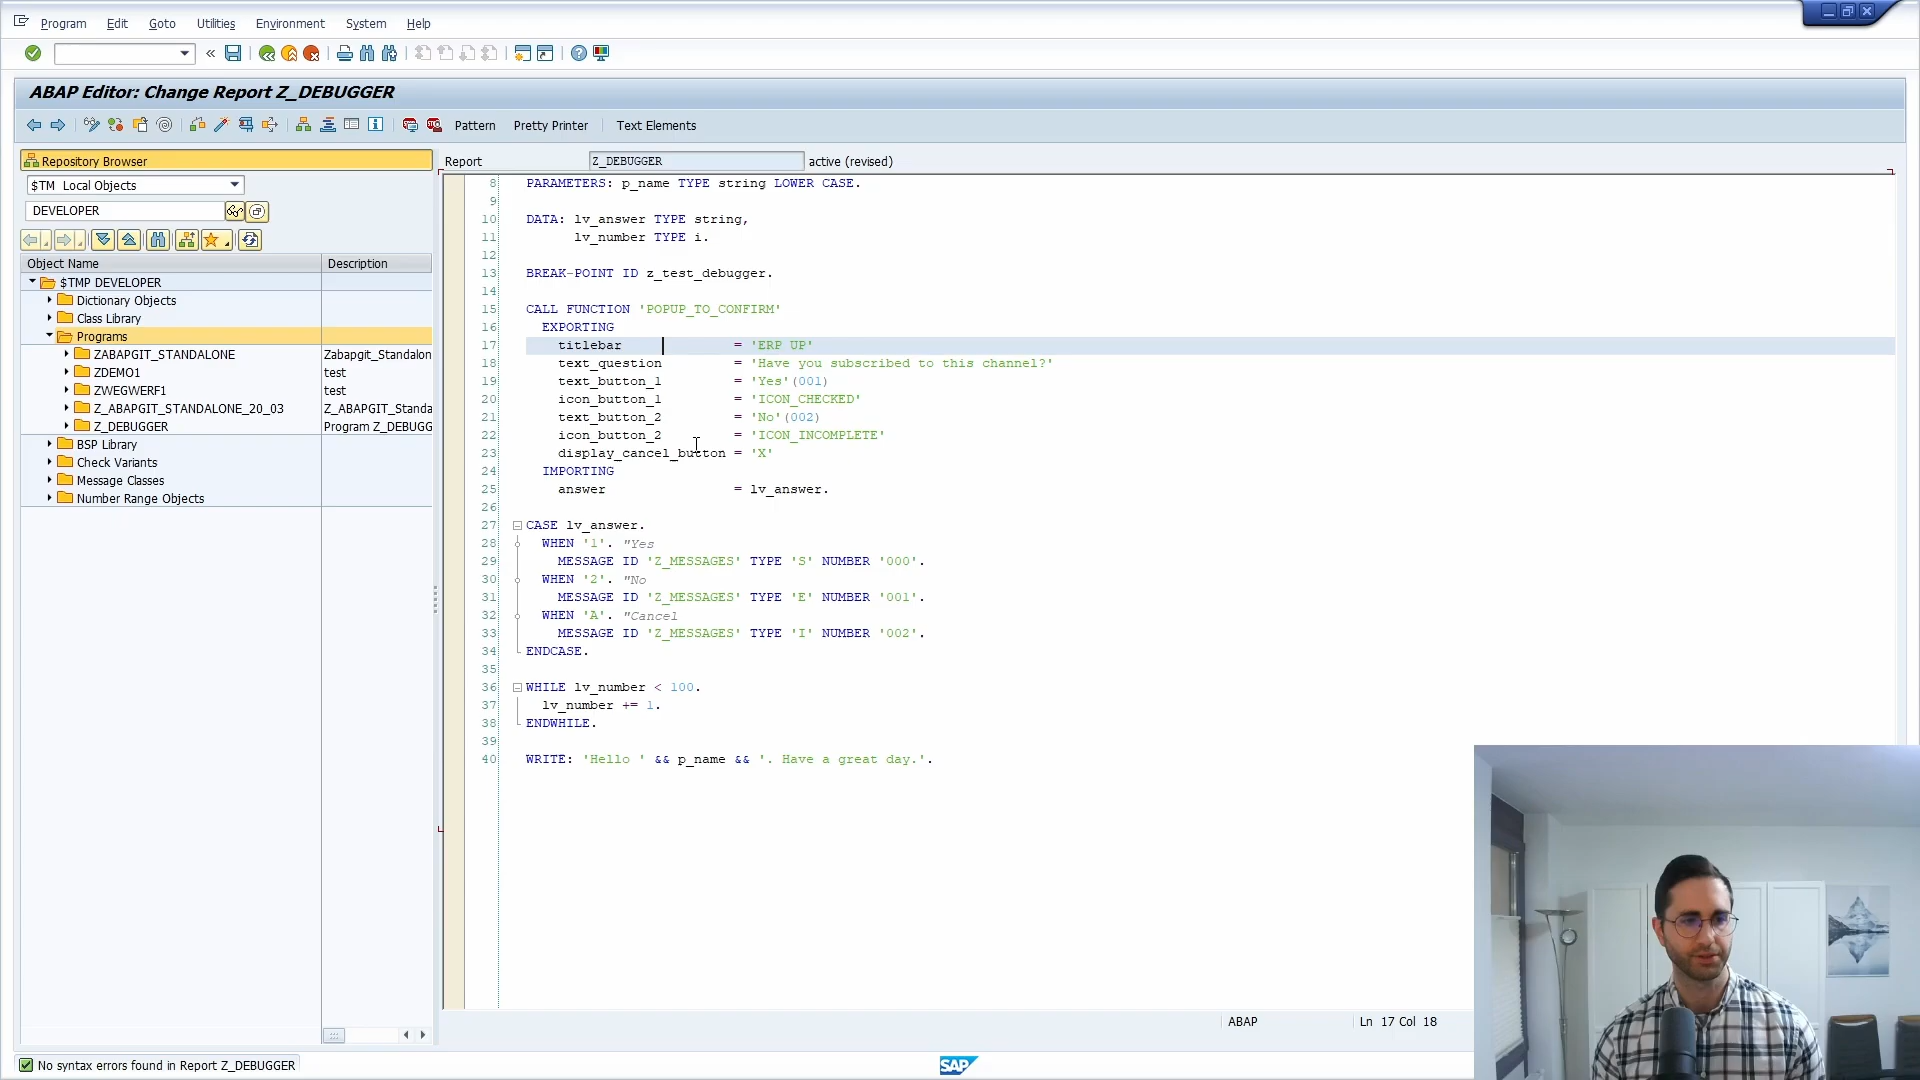 Program Edit Goto Utilities Environment System Help
ABAP Editor: Change Report Z_DEBUGGER
Pattern Pretty Printer Text Elements
Repository Browser
$TM Local Objects
DEVELOPER
Object Name Description
$TMP DEVELOPER
Dictionary Objects
Class Library
Programs
ZABAPGIT_STANDALONE Zabapgit_Standalon
ZDEMO1 test
ZWEGWERF1 test
Z_ABAPGIT_STANDALONE_20_03 Z_ABAPGIT_Standa
Z_DEBUGGER Program Z_DEBUGG
BSP Library
Check Variants
Message Classes
Number Range Objects
Report Z_DEBUGGER active (revised)
8 PARAMETERS: p_name TYPE string LOWER CASE.
9
10 DATA: lv_answer TYPE string,
11 lv_number TYPE i.
12
13 BREAK-POINT ID z_test_debugger.
14
15 CALL FUNCTION 'POPUP_TO_CONFIRM'
16 EXPORTING
17 titlebar = 'ERP UP'
18 text_question = 'Have you subscribed to this channel?'
19 text_button_1 = 'Yes'(001)
20 icon_button_1 = 'ICON_CHECKED'
21 text_button_2 = 'No'(002)
22 icon_button_2 = 'ICON_INCOMPLETE'
23 display_cancel_button = 'X'
24 IMPORTING
25 answer = lv_answer.
26
27 CASE lv_answer.
28 WHEN '1'. "Yes
29 MESSAGE ID 'Z_MESSAGES' TYPE 'S' NUMBER '000'.
30 WHEN '2'. "No
31 MESSAGE ID 'Z_MESSAGES' TYPE 'E' NUMBER '001'.
32 WHEN 'A'. "Cancel
33 MESSAGE ID 'Z_MESSAGES' TYPE 'I' NUMBER '002'.
34 ENDCASE.
35
36 WHILE lv_number < 100.
37 lv_number += 1.
38 ENDWHILE.
39
40 WRITE: 'Hello ' && p_name && '. Have a great day.'.
ABAP Ln 17 Col 18
No syntax errors found in Report Z_DEBUGGER
SAP